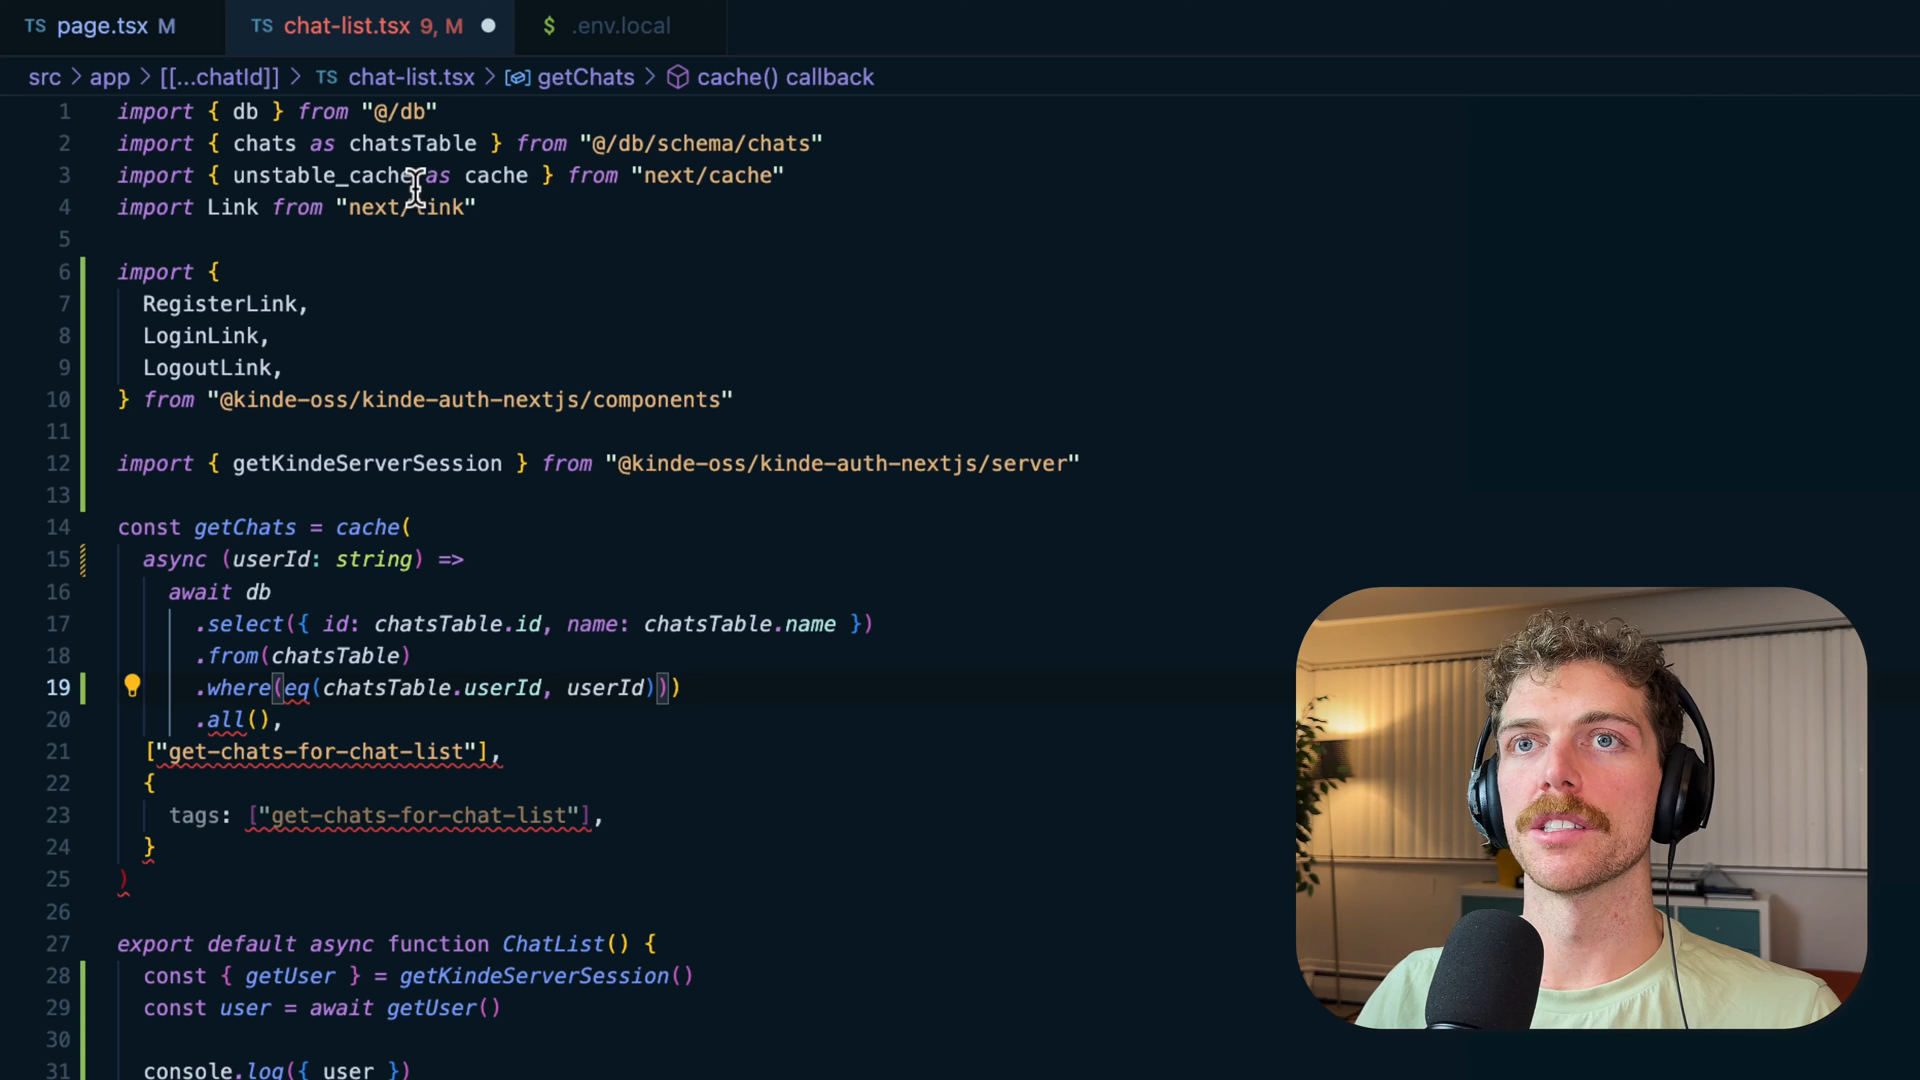 TS page.tsx M TS chat-list.tsx 9, M $ .env.local
src > app > [[...chatId]] > TS chat-list.tsx > getChats > cache() callback
1 import { db } from "@/db"
2 import { chats as chatsTable } from "@/db/schema/chats"
3 import { unstable_cache as cache } from "next/cache"
4 import Link from "next/link"
5
6 import {
7 RegisterLink,
8 LoginLink,
9 LogoutLink,
10 } from "@kinde-oss/kinde-auth-nextjs/components"
11
12 import { getKindeServerSession } from "@kinde-oss/kinde-auth-nextjs/server"
13
14 const getChats = cache(
15 async (userId: string) =>
16 await db
17 .select({ id: chatsTable.id, name: chatsTable.name })
18 .from(chatsTable)
19 .where(eq(chatsTable.userId, userId)))
20 .all(),
21 ["get-chats-for-chat-list"],
22 {
23 tags: ["get-chats-for-chat-list"],
24 }
25 )
26
27 export default async function ChatList() {
28 const { getUser } = getKindeServerSession()
29 const user = await getUser()
30
31 console.log({ user })